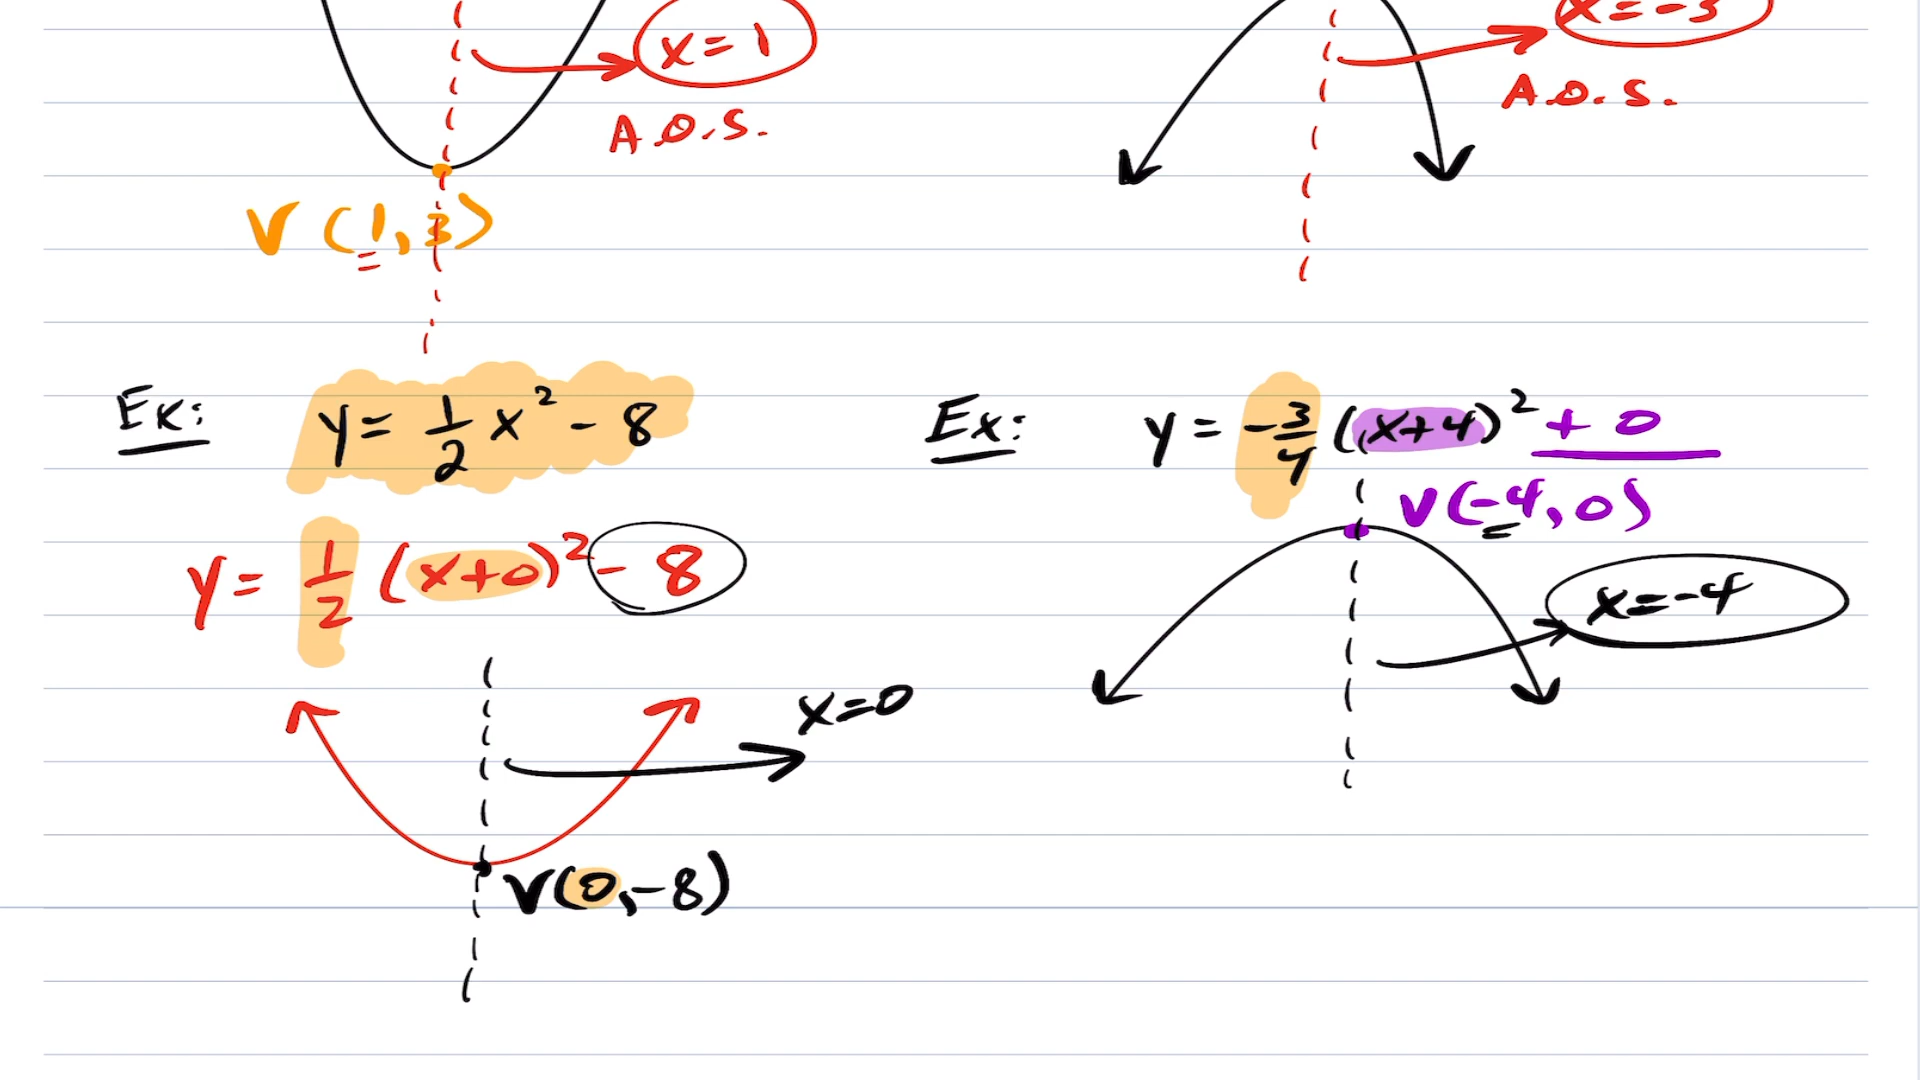 x = 1
A.O.S.
V (1, 3)
x = -3
A.O.S.
Ex: y = 1/2 x² - 8
y = 1/2 (x+0)² - 8
x=0
V(0,-8)
Ex: y = -3/4 (x+4)² + 0
V(-4, 0)
x=-4